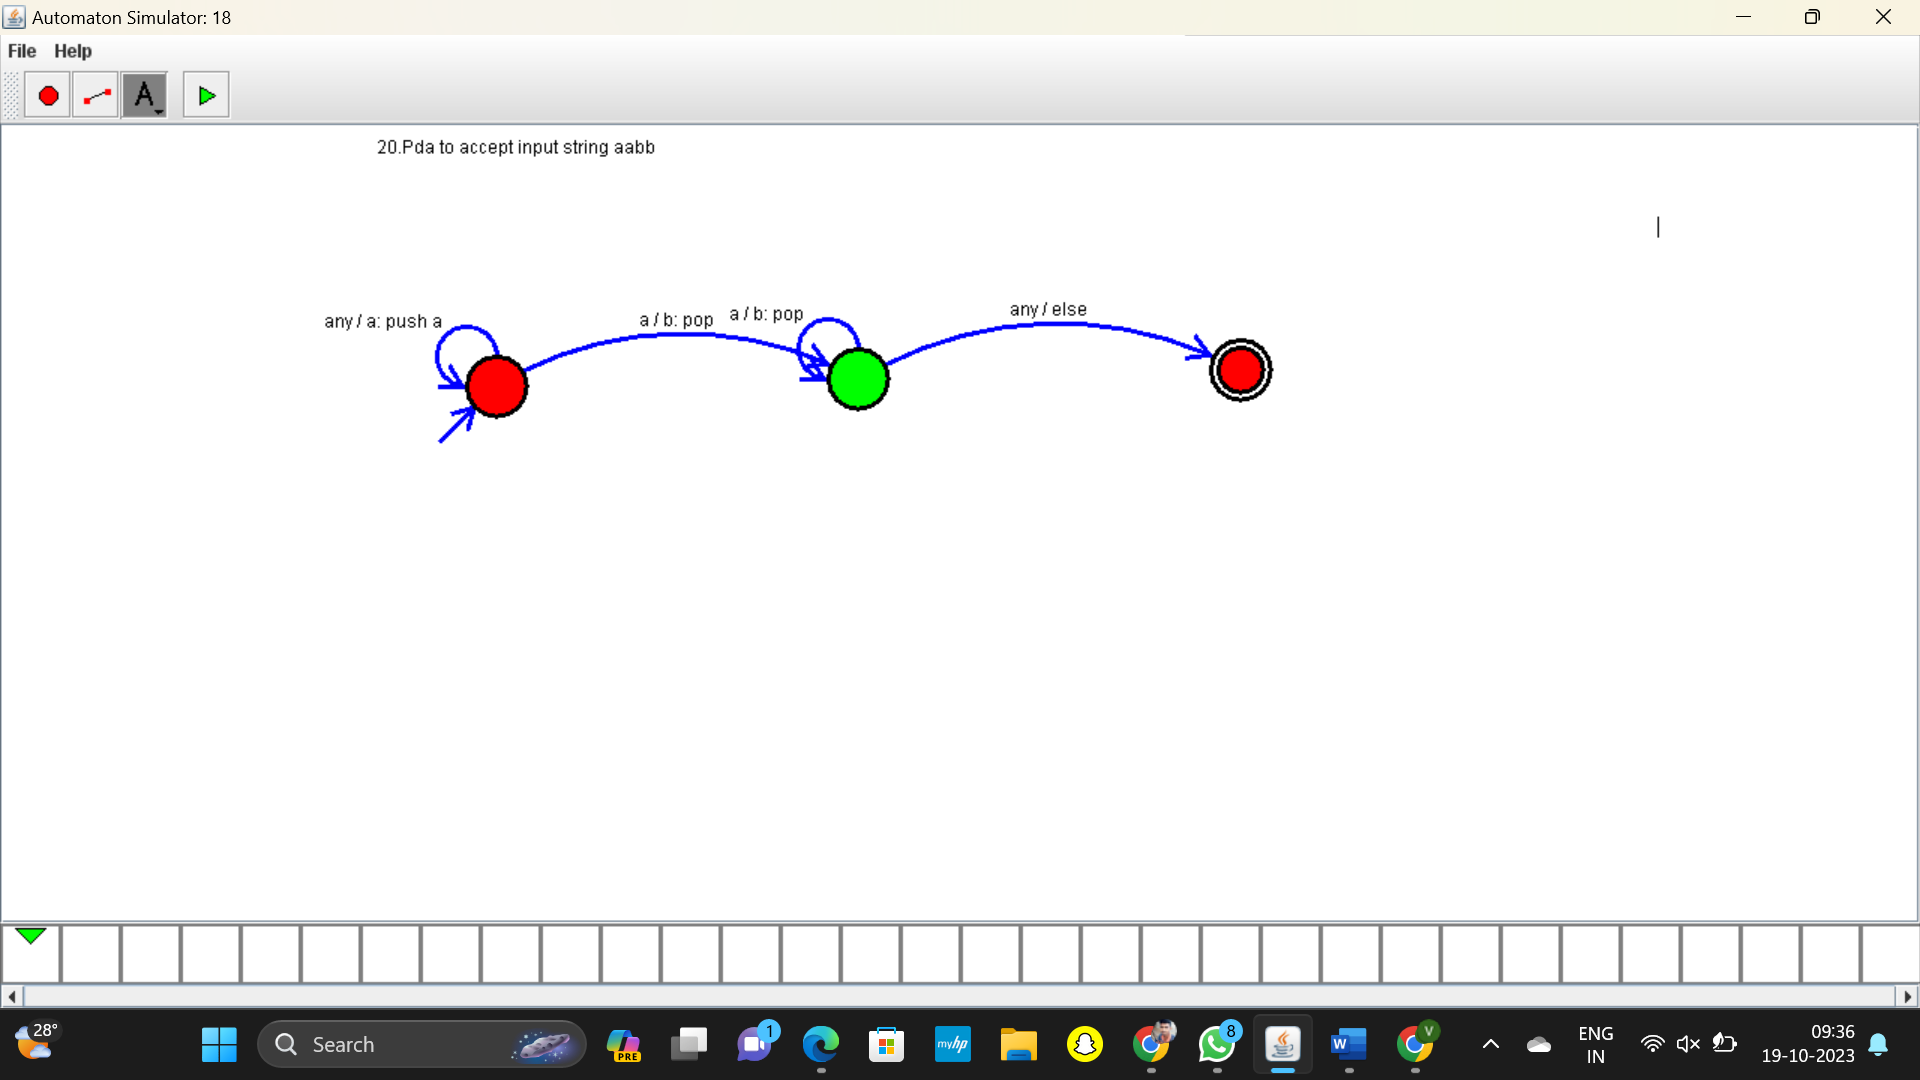 Automaton Simulator: 18
File Help
A
20.Pda to accept input string aabb
any / a: push a
a / b: pop
a / b: pop
any / else
28°
Search
PRE
1
myhp
8
W
V
ENG
IN
09:36
19-10-2023